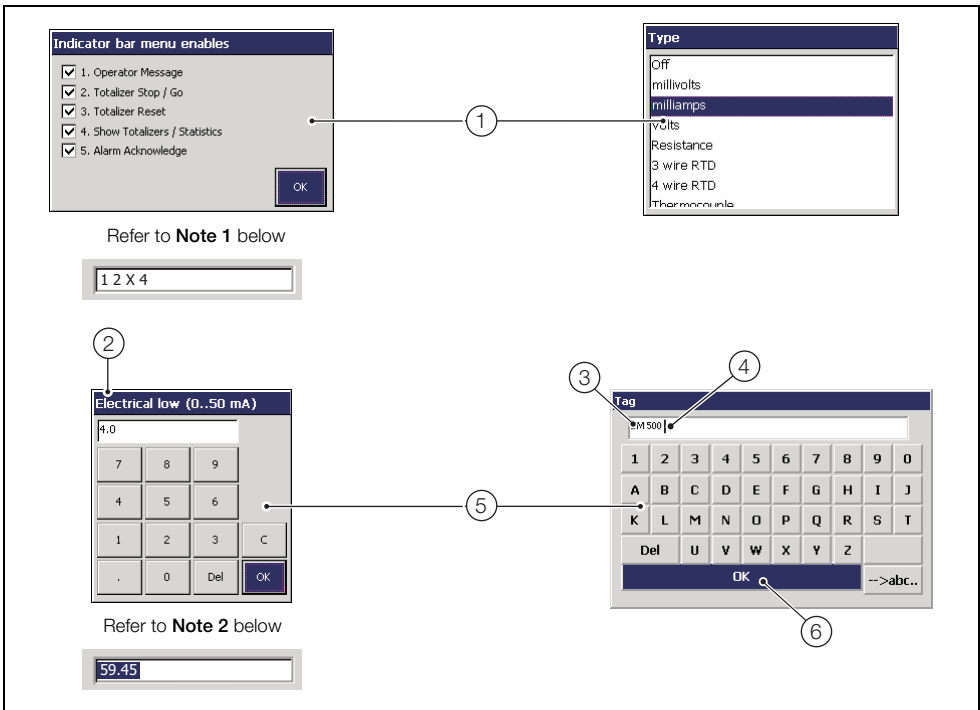 Indicator bar menu enables
1. Operator Message
2. Totalizer Stop / Go
3. Totalizer Reset
4. Show Totalizers / Statistics
5. Alarm Acknowledge
OK
Refer to Note 1 below
1 2 X 4
1
Type
Off
millivolts
milliamps
Volts
Resistance
3 wire RTD
4 wire RTD
Thermocouple
2
Electrical low (0..50 mA)
4.0
7 8 9
4 5 6
1 2 3 C
. 0 Del OK
Refer to Note 2 below
59.45
5
3
4
Tag
M500
1 2 3 4 5 6 7 8 9 0
A B C D E F G H I J
K L M N O P Q R S T
Del U V W X Y Z
OK -->abc..
6